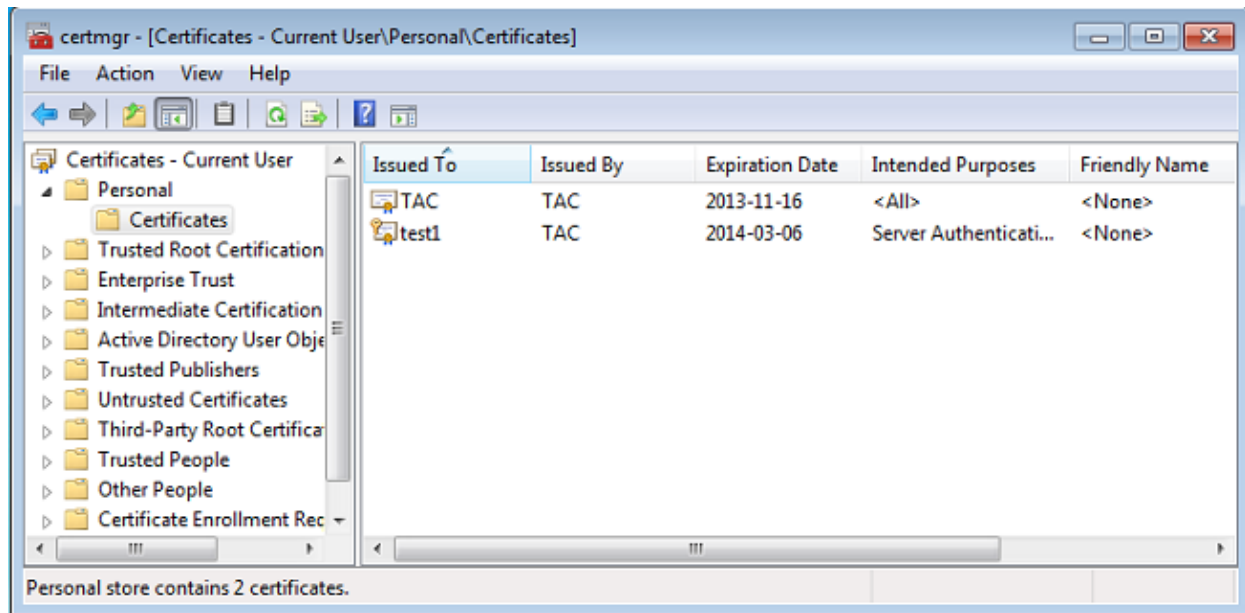 certmgr - [Certificates - Current User\Personal\Certificates]
File Action View Help
Certificates - Current User
Personal
Certificates
Trusted Root Certification
Enterprise Trust
Intermediate Certification
Active Directory User Obje
Trusted Publishers
Untrusted Certificates
Third-Party Root Certifica
Trusted People
Other People
Certificate Enrollment Rec
Issued To Issued By Expiration Date Intended Purposes Friendly Name
TAC TAC 2013-11-16 <All> <None>
test1 TAC 2014-03-06 Server Authenticati... <None>
Personal store contains 2 certificates.